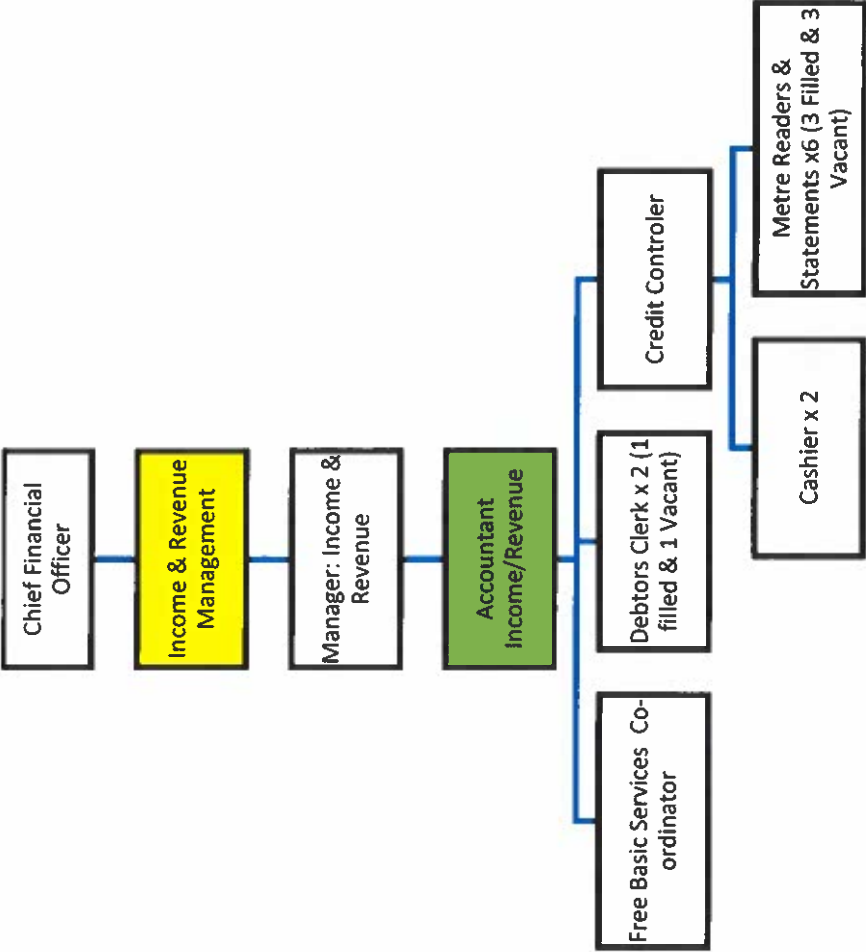 Chief Financial
Officer
Income & Revenue
Management
Manager: Income &
Revenue
Accountant
Income/Revenue
Free Basic Services Co-
ordinator
Debtors Clerk x 2 (1
filled & 1 Vacant)
Credit Controler
Cashier x 2
Metre Readers &
Statements x6 (3 Filled & 3
Vacant)